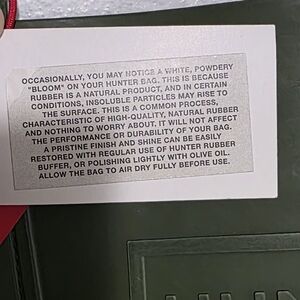 OCCASIONALLY, YOU MAY NOTICE A WHITE, POWDERY
"BLOOM" ON YOUR HUNTER BAG. THIS IS BECAUSE
RUBBER IS A NATURAL PRODUCT, AND IN CERTAIN
CONDITIONS, INSOLUBLE PARTICLES MAY RISE TO
THE SURFACE. THIS IS A COMMON PROCESS,
CHARACTERISTIC OF HIGH-QUALITY, NATURAL RUBBER
AND NOTHING TO WORRY ABOUT. IT WILL NOT AFFECT
THE PERFORMANCE OR DURABILITY OF YOUR BAG.
A PRISTINE FINISH AND SHINE CAN BE EASILY
RESTORED WITH REGULAR USE OF HUNTER RUBBER
BUFFER, OR POLISHING LIGHTLY WITH OLIVE OIL.
ALLOW THE BAG TO AIR DRY FULLY BEFORE USE.